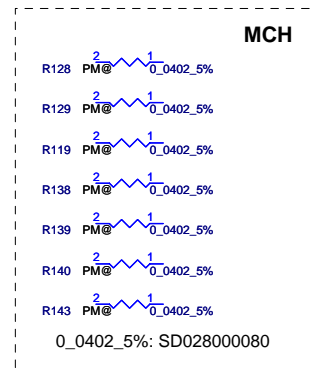 MCH
2 1
R128 PM@ 0_0402_5%
2 1
R129 PM@ 0_0402_5%
2 1
R119 PM@ 0_0402_5%
2 1
R138 PM@ 0_0402_5%
2 1
R139 PM@ 0_0402_5%
2 1
R140 PM@ 0_0402_5%
2 1
R143 PM@ 0_0402_5%
0_0402_5%: SD028000080